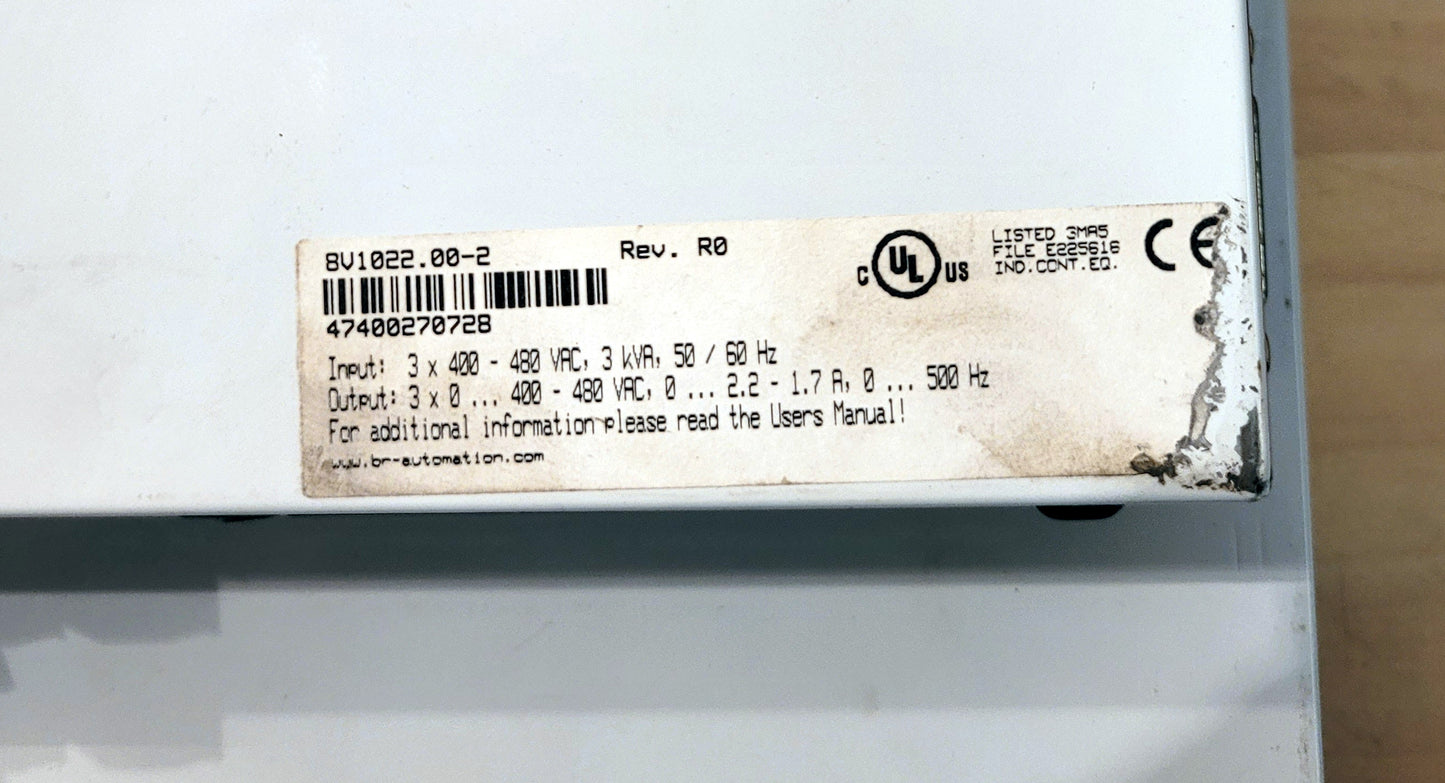 8V1022.00-2 Rev. R0
47400270728
C UL US
LISTED 3MA5
FILE E225616
IND.CONT.EQ.
CE
Input: 3 x 400 - 480 VAC, 3 kVA, 50 / 60 Hz
Output: 3 x 0 ... 400 - 480 VAC, 0 ... 2.2 - 1.7 A, 0 ... 500 Hz
For additional information please read the Users Manual!
www.br-automation.com